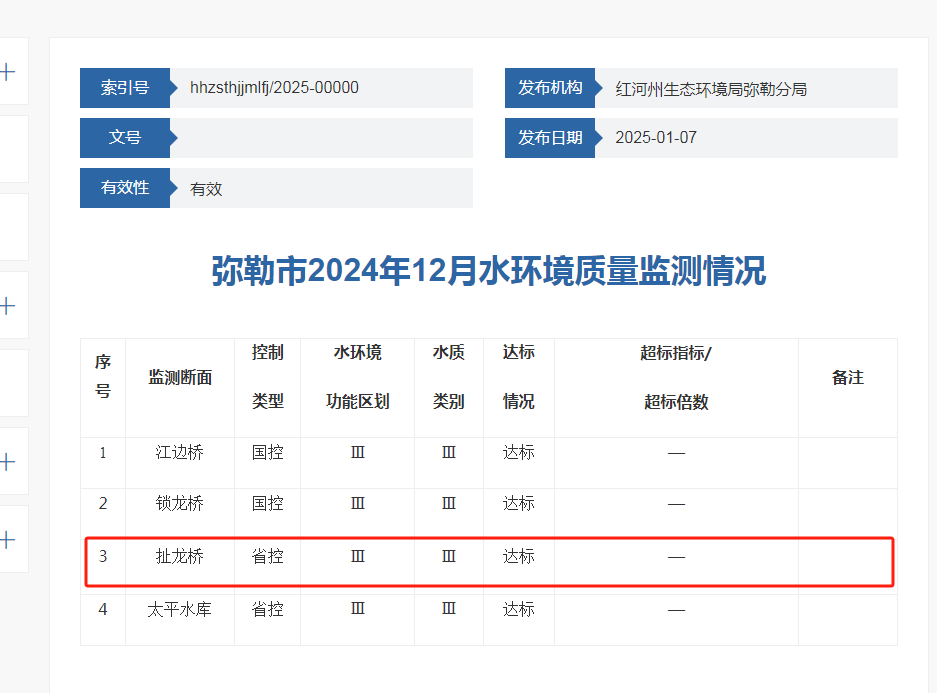 索引号 hhzsthjjmlfj/2025-00000 发布机构 红河州生态环境局弥勒分局
文号 发布日期 2025-01-07
有效性 有效
弥勒市2024年12月水环境质量监测情况
序号 监测断面 控制类型 水环境功能区划 水质类别 达标情况 超标指标/超标倍数 备注
1 江边桥 国控 Ⅲ Ⅲ 达标 —
2 锁龙桥 国控 Ⅲ Ⅲ 达标 —
3 扯龙桥 省控 Ⅲ Ⅲ 达标 —
4 太平水库 省控 Ⅲ Ⅲ 达标 —